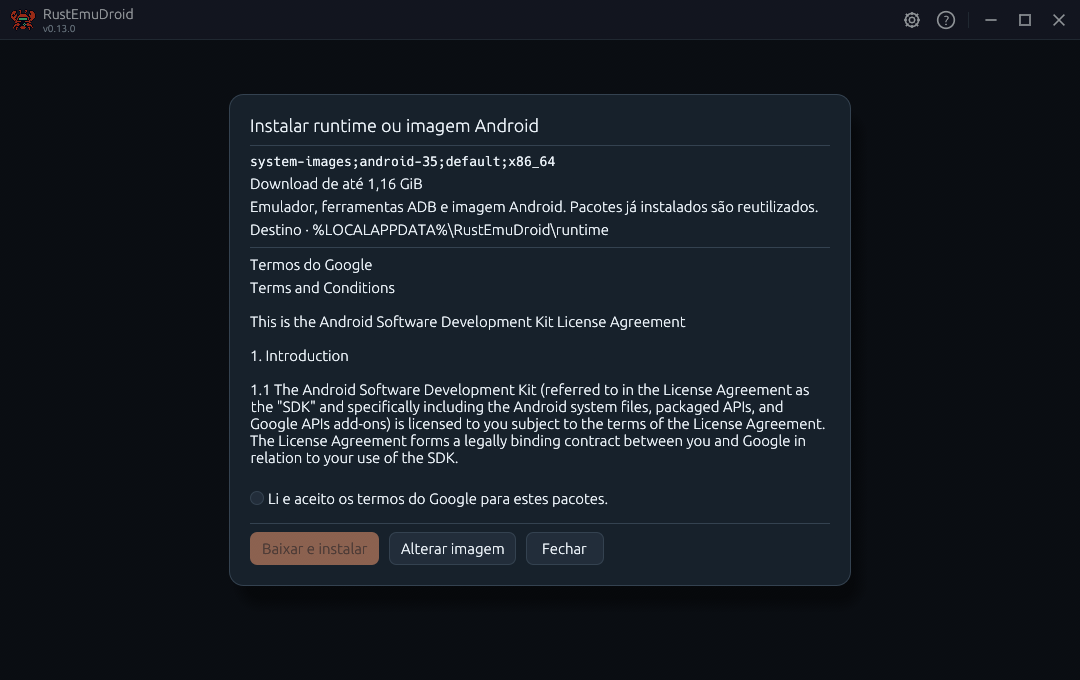 RustEmuDroid
v0.13.0
?
Instalar runtime ou imagem Android
system-images;android-35;default;x86_64
Download de até 1,16 GiB
Emulador, ferramentas ADB e imagem Android. Pacotes já instalados são reutilizados.
Destino · %LOCALAPPDATA%\RustEmuDroid\runtime
Termos do Google
Terms and Conditions
This is the Android Software Development Kit License Agreement
1. Introduction
1.1 The Android Software Development Kit (referred to in the License Agreement as
the "SDK" and specifically including the Android system files, packaged APIs, and
Google APIs add-ons) is licensed to you subject to the terms of the License Agreement.
The License Agreement forms a legally binding contract between you and Google in
relation to your use of the SDK.
Li e aceito os termos do Google para estes pacotes.
Baixar e instalar
Alterar imagem
Fechar